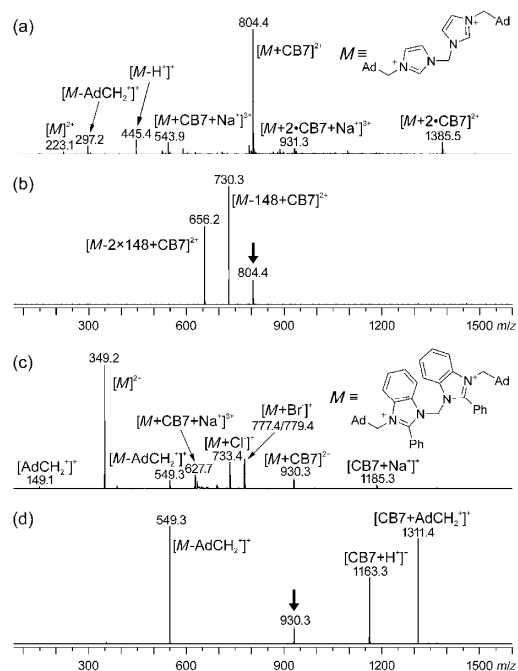 (a)
804.4
[M+CB7]²⁺
M ≡
Ad
N
N
N
N
Ad
[M-H⁺]⁺
[M-AdCH₂⁺]⁺
[M]²⁺
223.1
297.2
445.4
[M+CB7+Na⁺]³⁺
543.9
[M+2•CB7+Na⁺]³⁺
931.3
[M+2•CB7]²⁺
1385.5
(b)
730.3
[M-148+CB7]²⁺
656.2
[M-2×148+CB7]²⁺
804.4
300 600 900 1200 1500 m/z
(c)
349.2
[M]²⁻
M ≡
Ad
N
N
Ph
Ad
N
N
Ph
[M+Br⁻]⁺
777.4/779.4
[M+CB7+Na⁺]³⁺
[M+Cl⁻]⁺
733.4
[AdCH₂⁺]⁺
149.1
[M-AdCH₂⁺]⁺
549.3
627.7
[M+CB7]²⁻
930.3
[CB7+Na⁺]⁺
1185.3
(d)
549.3
[M-AdCH₂⁺]⁺
930.3
[CB7+H⁺]⁻
1163.3
[CB7+AdCH₂⁺]⁺
1311.4
300 600 900 1200 1500 m/z